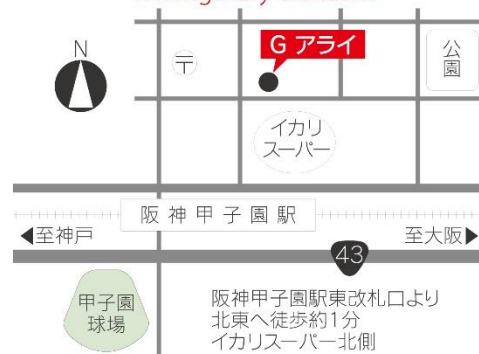 N
〒
G アライ
公園
イカリ
スーパー
阪神甲子園駅
◀至神戸
至大阪▶
43
甲子園
球場
阪神甲子園駅東改札口より
北東へ徒歩約1分
イカリスーパー北側